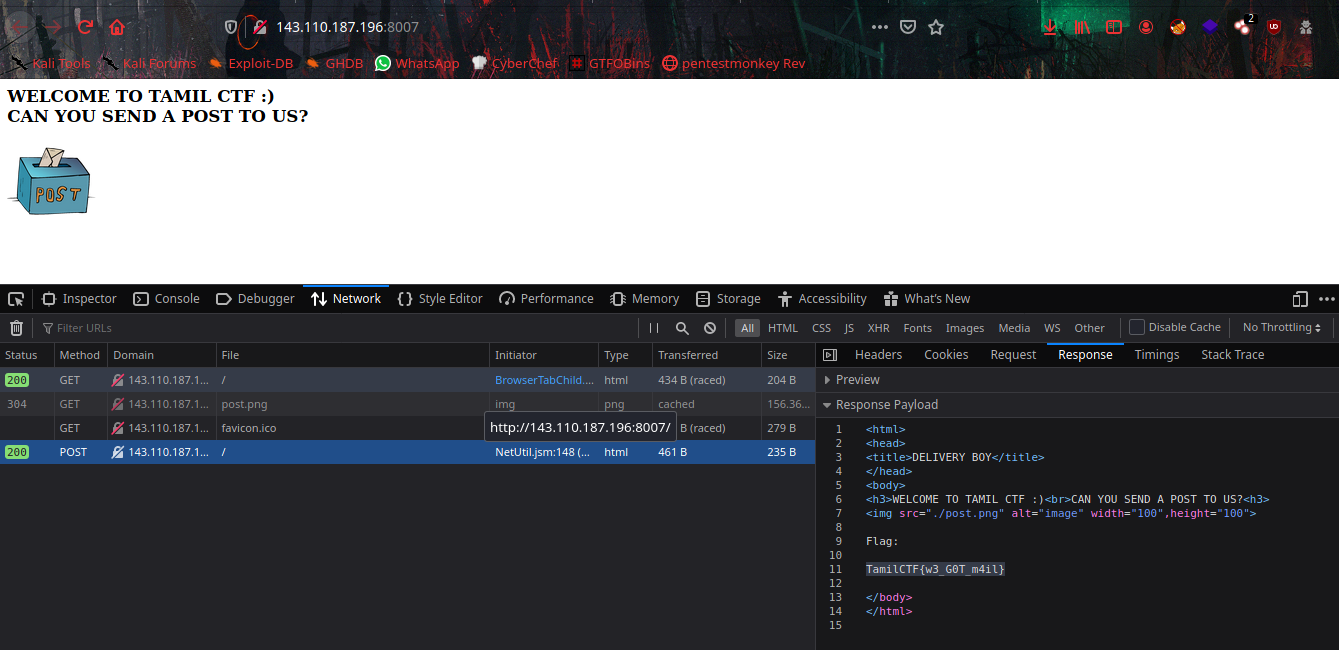 143.110.187.196:8007
2
Kali Tools Kali Forums Exploit-DB GHDB WhatsApp CyberChef GTFOBins pentestmonkey Rev
WELCOME TO TAMIL CTF :)
CAN YOU SEND A POST TO US?
POST
Inspector Console Debugger Network Style Editor Performance Memory Storage Accessibility What's New
Filter URLs All HTML CSS JS XHR Fonts Images Media WS Other Disable Cache No Throttling
Status Method Domain File Initiator Type Transferred Size
200 GET 143.110.187.1... / BrowserTabChild.... html 434 B (raced) 204 B
304 GET 143.110.187.1... post.png img png cached 156.36...
GET 143.110.187.1... favicon.ico B (raced) 279 B
http://143.110.187.196:8007/
200 POST 143.110.187.1... / NetUtil.jsm:148 (... html 461 B 235 B
Headers Cookies Request Response Timings Stack Trace
Preview
Response Payload
1 <html>
2 <head>
3 <title>DELIVERY BOY</title>
4 </head>
5 <body>
6 <h3>WELCOME TO TAMIL CTF :)<br>CAN YOU SEND A POST TO US?<h3>
7 <img src="./post.png" alt="image" width="100",height="100">
8
9 Flag:
10
11 TamilCTF{w3_G0T_m4il}
12
13 </body>
14 </html>
15